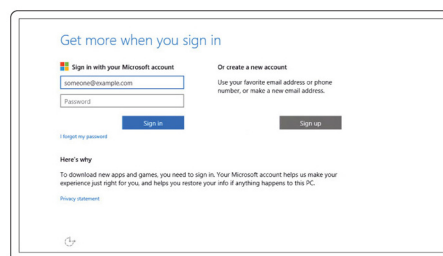 Get more when you sign in
Sign in with your Microsoft account
someone@example.com
Password
Sign in
I forgot my password
Or create a new account
Use your favorite email address or phone
number, or make a new email address.
Sign up
Here's why
To download new apps and games, you need to sign in. Your Microsoft account helps us make your
experience just right for you, and helps you restore your info if anything happens to this PC.
Privacy statement